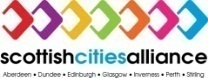 scottishcitiesalliance
Aberdeen • Dundee • Edinburgh • Glasgow • Inverness • Perth • Stirling